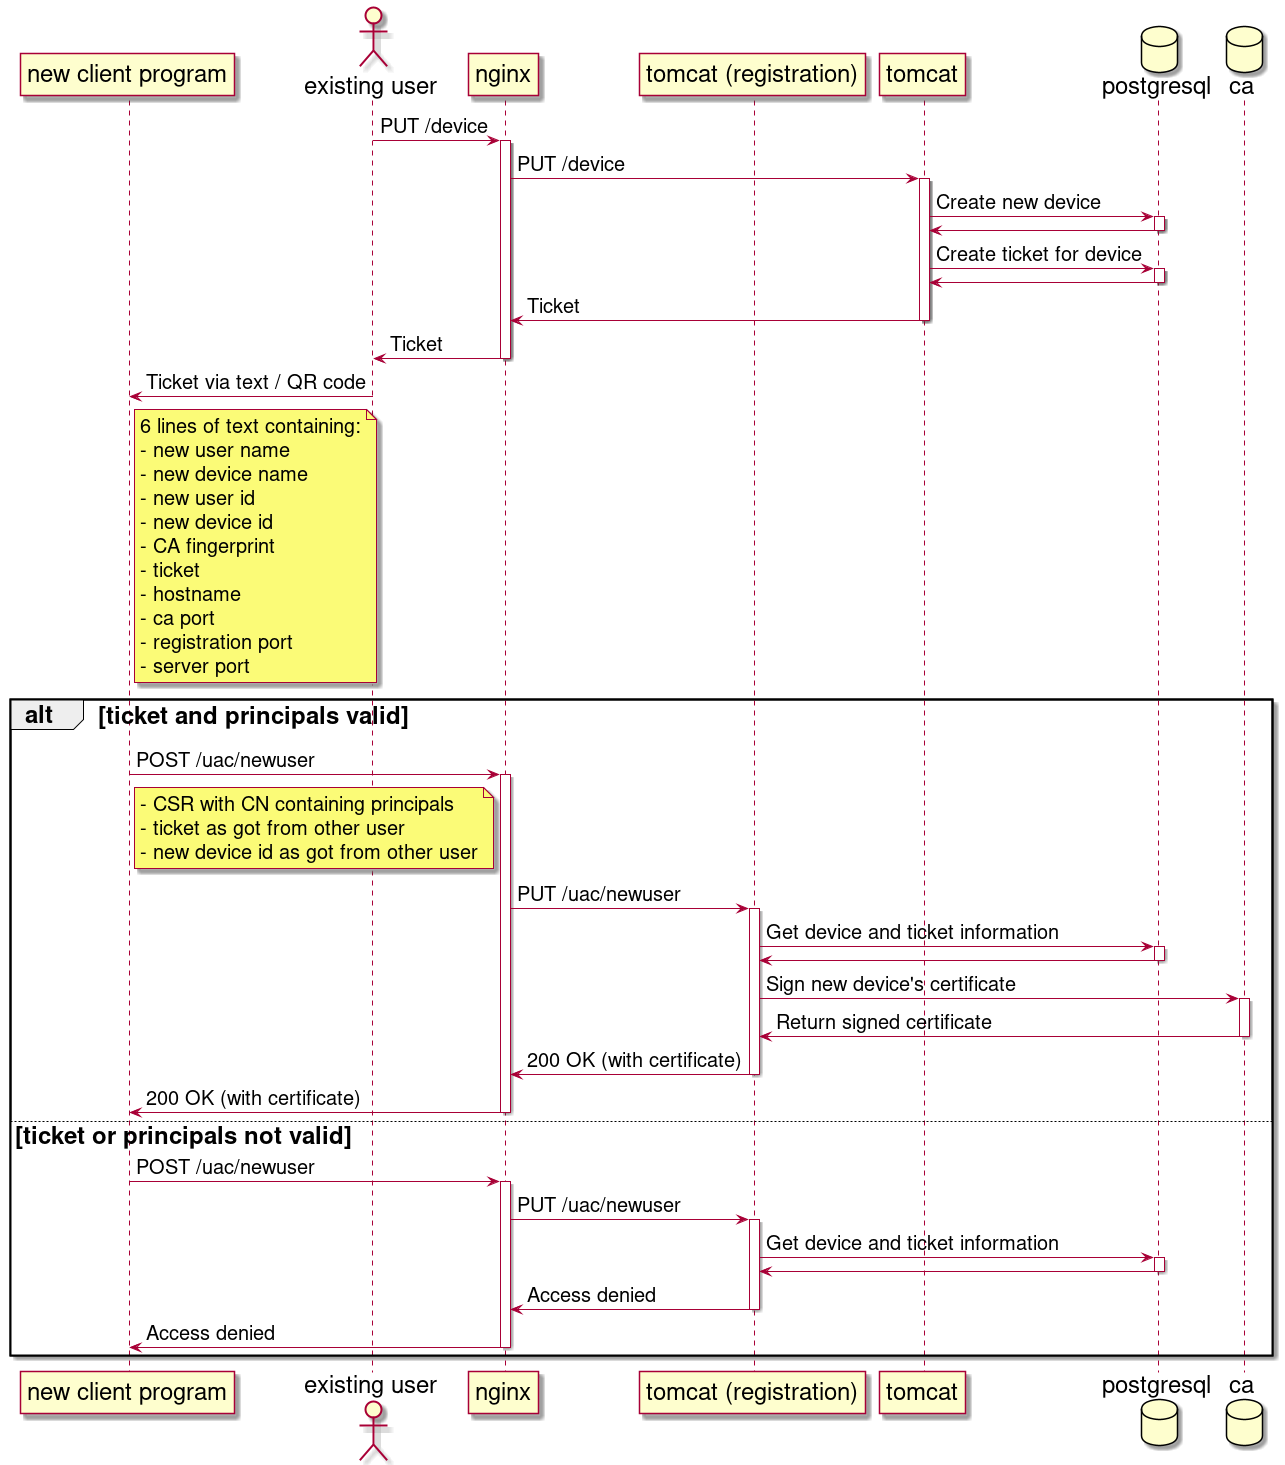 new client program
existing user
nginx
tomcat (registration)
tomcat
postgresql
ca
PUT /device
PUT /device
Create new device
Create ticket for device
Ticket
Ticket
Ticket via text / QR code
6 lines of text containing:
- new user name
- new device name
- new user id
- new device id
- CA fingerprint
- ticket
- hostname
- ca port
- registration port
- server port
alt
[ticket and principals valid]
POST /uac/newuser
- CSR with CN containing principals
- ticket as got from other user
- new device id as got from other user
PUT /uac/newuser
Get device and ticket information
Sign new device's certificate
Return signed certificate
200 OK (with certificate)
200 OK (with certificate)
[ticket or principals not valid]
POST /uac/newuser
PUT /uac/newuser
Get device and ticket information
Access denied
Access denied
new client program
existing user
nginx
tomcat (registration)
tomcat
postgresql
ca